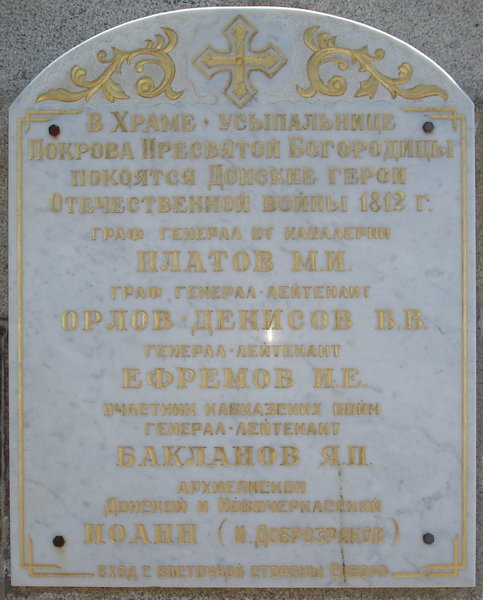 В ХРАМЕ - УСЫПАЛЬНИЦЕ
ПОКРОВА ПРЕСВЯТОЙ БОГОРОДИЦЫ
ПОКОЯТСЯ ДОНСКИЕ ГЕРОИ
ОТЕЧЕСТВЕННОЙ ВОЙНЫ 1812 Г.
ГРАФ ГЕНЕРАЛ ОТ КАВАЛЕРИИ
ПЛАТОВ М.И.
ГРАФ, ГЕНЕРАЛ-ЛЕЙТЕНАНТ
ОРЛОВ-ДЕНИСОВ В.В.
ГЕНЕРАЛ-ЛЕЙТЕНАНТ
ЕФРЕМОВ И.Е.
УЧАСТНИК КАВКАЗСКИХ ВОЙН
ГЕНЕРАЛ-ЛЕЙТЕНАНТ
БАКЛАНОВ Я.П.
АРХИЕПИСКОП
ДОНСКОЙ И НОВОЧЕРКАССКИЙ
ИОАНН (И.ДОБРОЗРАКОВ)
ВХОД С ВОСТОЧНОЙ СТОРОНЫ СОБОРА